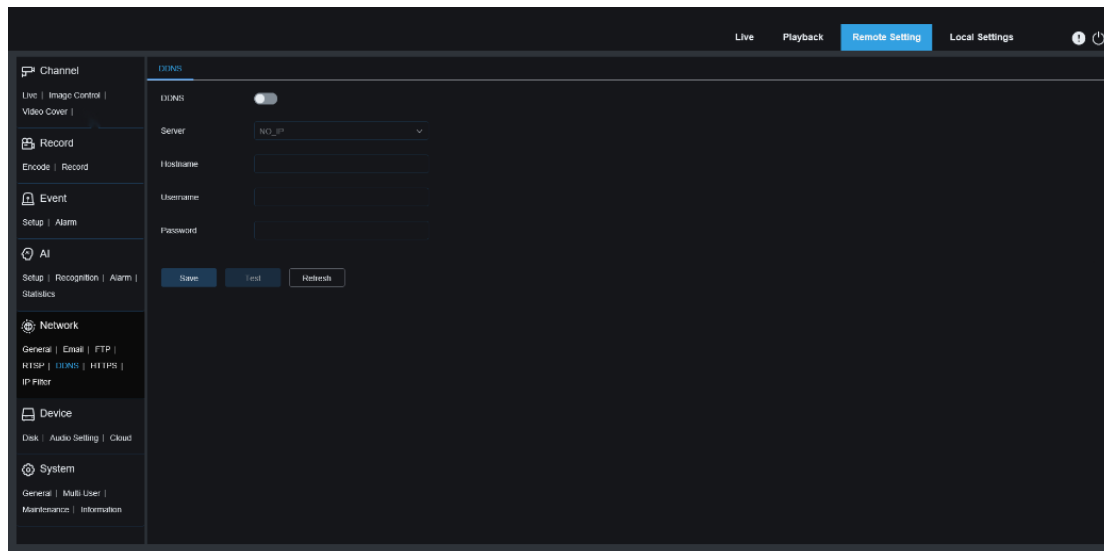 Live Playback Remote Setting Local Settings
Channel
Live | Image Control |
Video Cover |
Record
Encode | Record
Event
Setup | Alarm
AI
Setup | Recognition | Alarm |
Statistics
Network
General | Email | FTP |
RTSP | DDNS | HTTPS |
IP Filter
Device
Disk | Audio Setting | Cloud
System
General | Multi-User |
Maintenance | Information
DDNS
DDNS
Server NO_IP
Hostname
Username
Password
Save Test Refresh